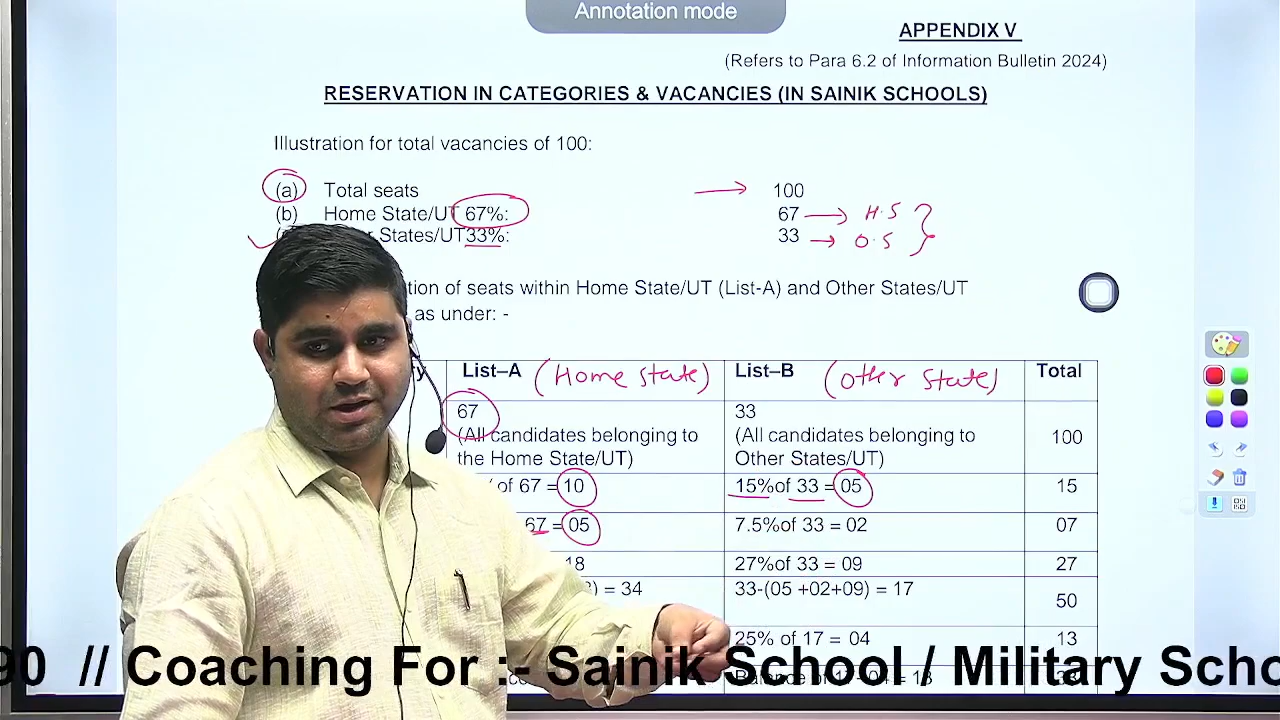 Annotation mode
APPENDIX V
(Refers to Para 6.2 of Information Bulletin 2024)
RESERVATION IN CATEGORIES & VACANCIES (IN SAINIK SCHOOLS)
Illustration for total vacancies of 100:
(a) Total seats → 100
(b) Home State/UT 67%: 67 → H.S
States/UT 33%: 33 → O.S
of seats within Home State/UT (List-A) and Other States/UT
as under: -
List–A (Home state) List–B (Other State) Total
67 33
(All candidates belonging to (All candidates belonging to 100
the Home State/UT) Other States/UT)
of 67 = 10 15%of 33 = 05 15
67 = 05 7.5%of 33 = 02 07
18 27%of 33 = 09 27
) = 34 33-(05 +02+09) = 17 50
25% of 17 = 04 13
90 // Coaching For :- Sainik School / Military Scho